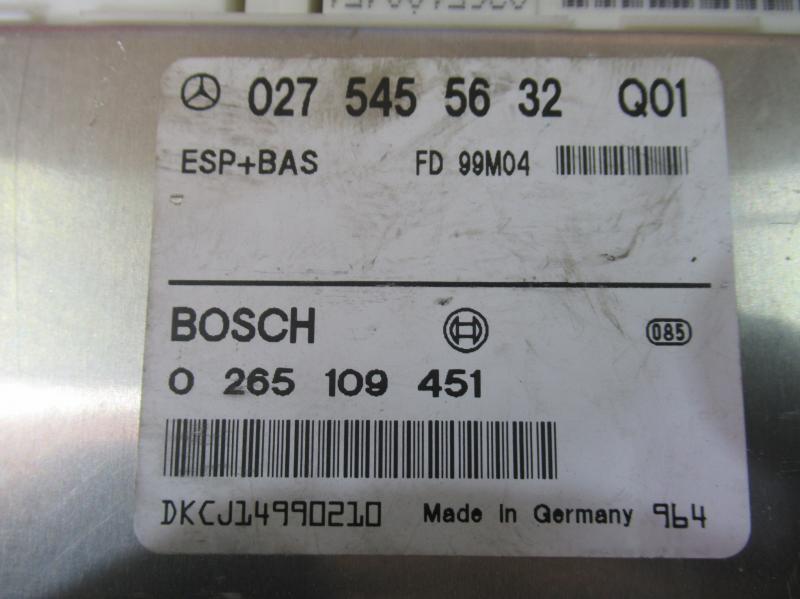 027 545 56 32 Q01
ESP+BAS FD 99M04
BOSCH 085
0 265 109 451
DKCJ14990210 Made in Germany 964